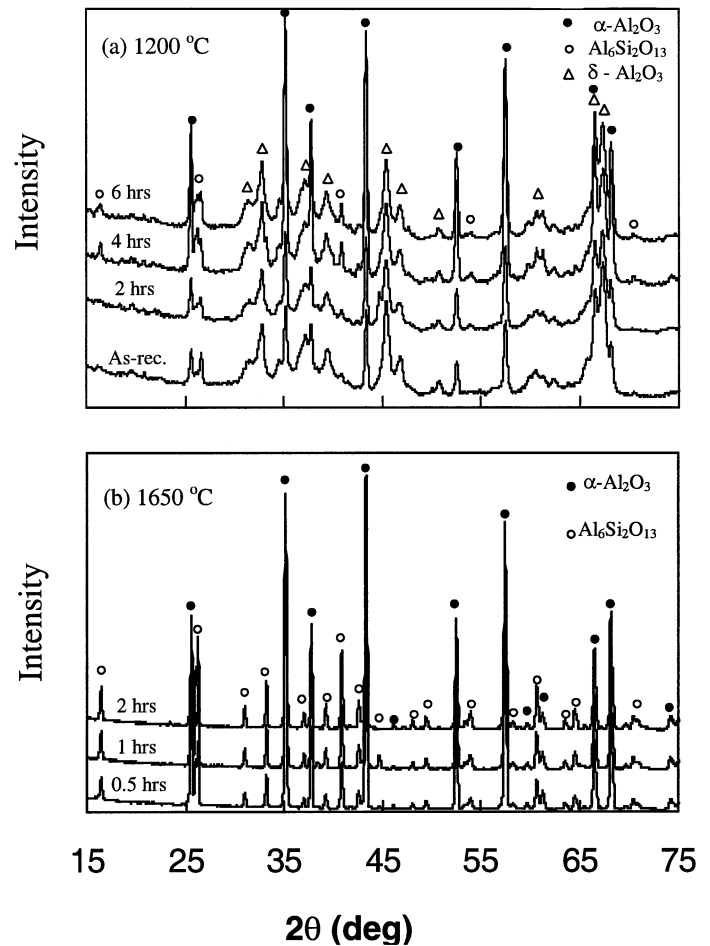 (a) 1200 °C
● α-Al2O3
○ Al6Si2O13
△ δ - Al2O3
Intensity
6 hrs
4 hrs
2 hrs
As-rec.
(b) 1650 °C
● α-Al2O3
○ Al6Si2O13
Intensity
2 hrs
1 hrs
0.5 hrs
15 25 35 45 55 65 75
2θ (deg)